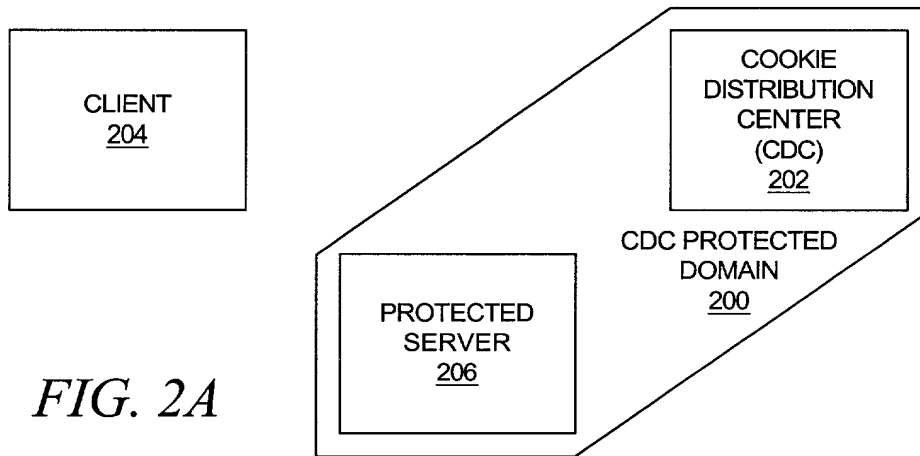 CLIENT
204
COOKIE
DISTRIBUTION
CENTER
(CDC)
202
CDC PROTECTED
DOMAIN
200
PROTECTED
SERVER
206
FIG. 2A